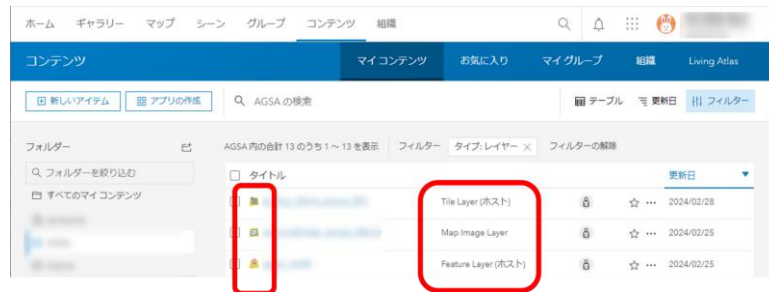 ホーム ギャラリー マップ シーン グループ コンテンツ 組織
コンテンツ マイ コンテンツ お気に入り マイ グループ 組織 Living Atlas
新しいアイテム アプリの作成 AGSA の検索 テーブル 更新日 フィルター
フォルダー AGSA 内の合計 13 のうち 1 ~ 13 を表示 フィルター タイプ: レイヤー フィルターの解除
フォルダーを絞り込む タイトル 更新日
すべてのマイ コンテンツ Tile Layer (ホスト) 2024/02/28
Map Image Layer 2024/02/25
Feature Layer (ホスト) 2024/02/25